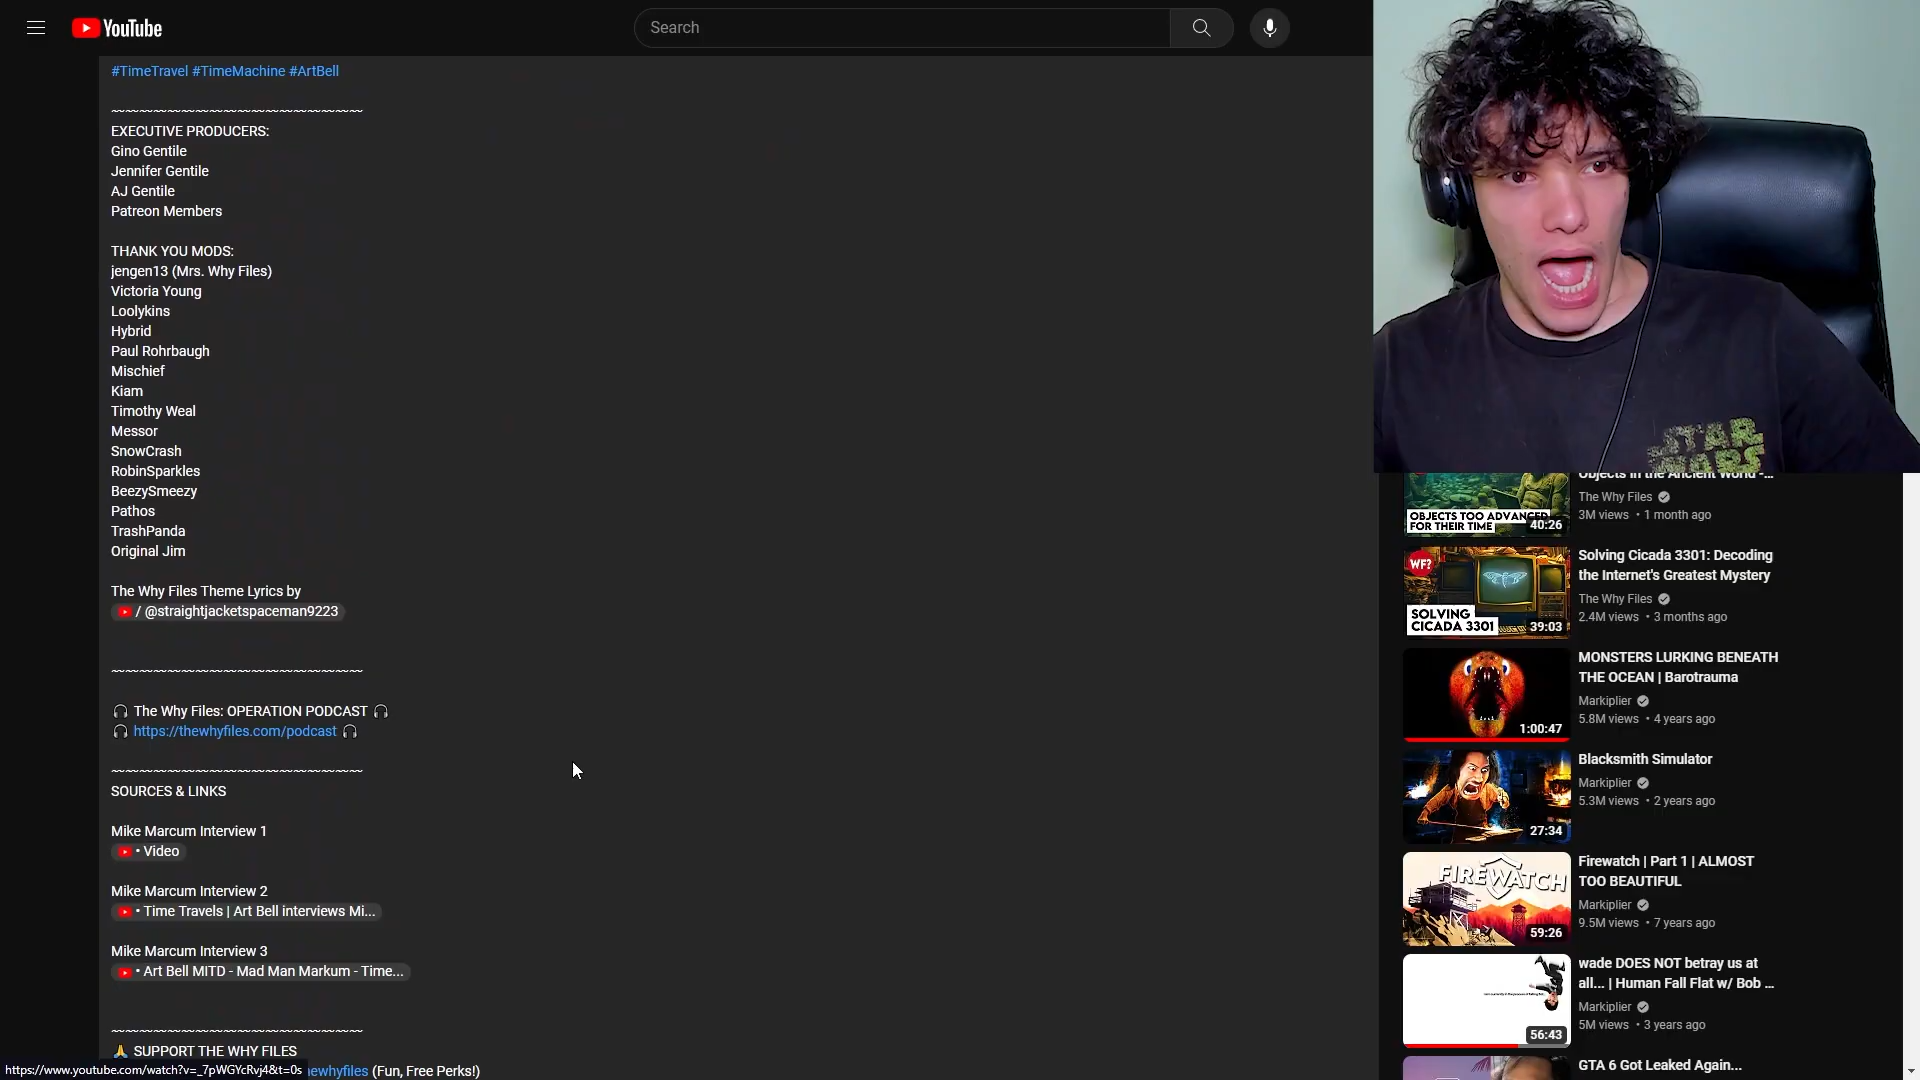 YouTube
Search
#TimeTravel #TimeMachine #ArtBell
~~~~~~~~~~~~~~~~~~~~~~~~~~~~~~~~~~~~
EXECUTIVE PRODUCERS:
Gino Gentile
Jennifer Gentile
AJ Gentile
Patreon Members
THANK YOU MODS:
jengen13 (Mrs. Why Files)
Victoria Young
Loolykins
Hybrid
Paul Rohrbaugh
Mischief
Kiam
Timothy Weal
Messor
SnowCrash
RobinSparkles
BeezySmeezy
Pathos
TrashPanda
Original Jim
The Why Files Theme Lyrics by
/ @straightjacketspaceman9223
~~~~~~~~~~~~~~~~~~~~~~~~~~~~~~~~~~~~
🎧 The Why Files: OPERATION PODCAST 🎧
🎧 https://thewhyfiles.com/podcast 🎧
~~~~~~~~~~~~~~~~~~~~~~~~~~~~~~~~~~~~
SOURCES & LINKS
Mike Marcum Interview 1
• Video
Mike Marcum Interview 2
• Time Travels | Art Bell interviews Mi...
Mike Marcum Interview 3
• Art Bell MITD - Mad Man Markum - Time...
~~~~~~~~~~~~~~~~~~~~~~~~~~~~~~~~~~~~
🙏 SUPPORT THE WHY FILES
https://www.youtube.com/watch?v=_7pWGYcRvj4&t=0s
ewhyfiles (Fun, Free Perks!)
STAR
WARS
Objects in the Ancient World -...
The Why Files
3M views • 1 month ago
OBJECTS TOO ADVANCED
FOR THEIR TIME
40:26
Solving Cicada 3301: Decoding
the Internet's Greatest Mystery
The Why Files
2.4M views • 3 months ago
WF?
SOLVING
CICADA 3301
39:03
MONSTERS LURKING BENEATH
THE OCEAN | Barotrauma
Markiplier
5.8M views • 4 years ago
1:00:47
Blacksmith Simulator
Markiplier
5.3M views • 2 years ago
27:34
Firewatch | Part 1 | ALMOST
TOO BEAUTIFUL
Markiplier
9.5M views • 7 years ago
FIREWATCH
59:26
wade DOES NOT betray us at
all... | Human Fall Flat w/ Bob ...
Markiplier
5M views • 3 years ago
56:43
GTA 6 Got Leaked Again...